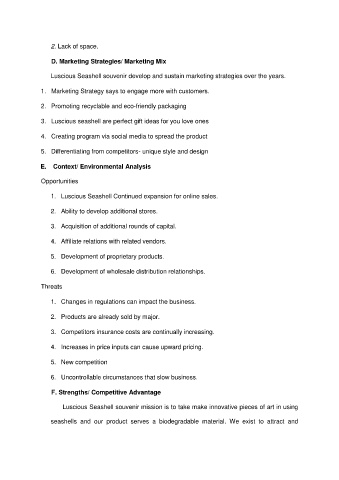 2. Lack of space.
D. Marketing Strategies/ Marketing Mix
Luscious Seashell souvenir develop and sustain marketing strategies over the years.
1. Marketing Strategy says to engage more with customers.
2. Promoting recyclable and eco-friendly packaging
3. Luscious seashell are perfect gift ideas for you love ones
4. Creating program via social media to spread the product
5. Differentiating from competitors- unique style and design
E. Context/ Environmental Analysis
Opportunities
1. Luscious Seashell Continued expansion for online sales.
2. Ability to develop additional stores.
3. Acquisition of additional rounds of capital.
4. Affiliate relations with related vendors.
5. Development of proprietary products.
6. Development of wholesale distribution relationships.
Threats
1. Changes in regulations can impact the business.
2. Products are already sold by major.
3. Competitors insurance costs are continually increasing.
4. Increases in price inputs can cause upward pricing.
5. New competition
6. Uncontrollable circumstances that slow business.
F. Strengths/ Competitive Advantage
Luscious Seashell souvenir mission is to take make innovative pieces of art in using
seashells and our product serves a biodegradable material. We exist to attract and